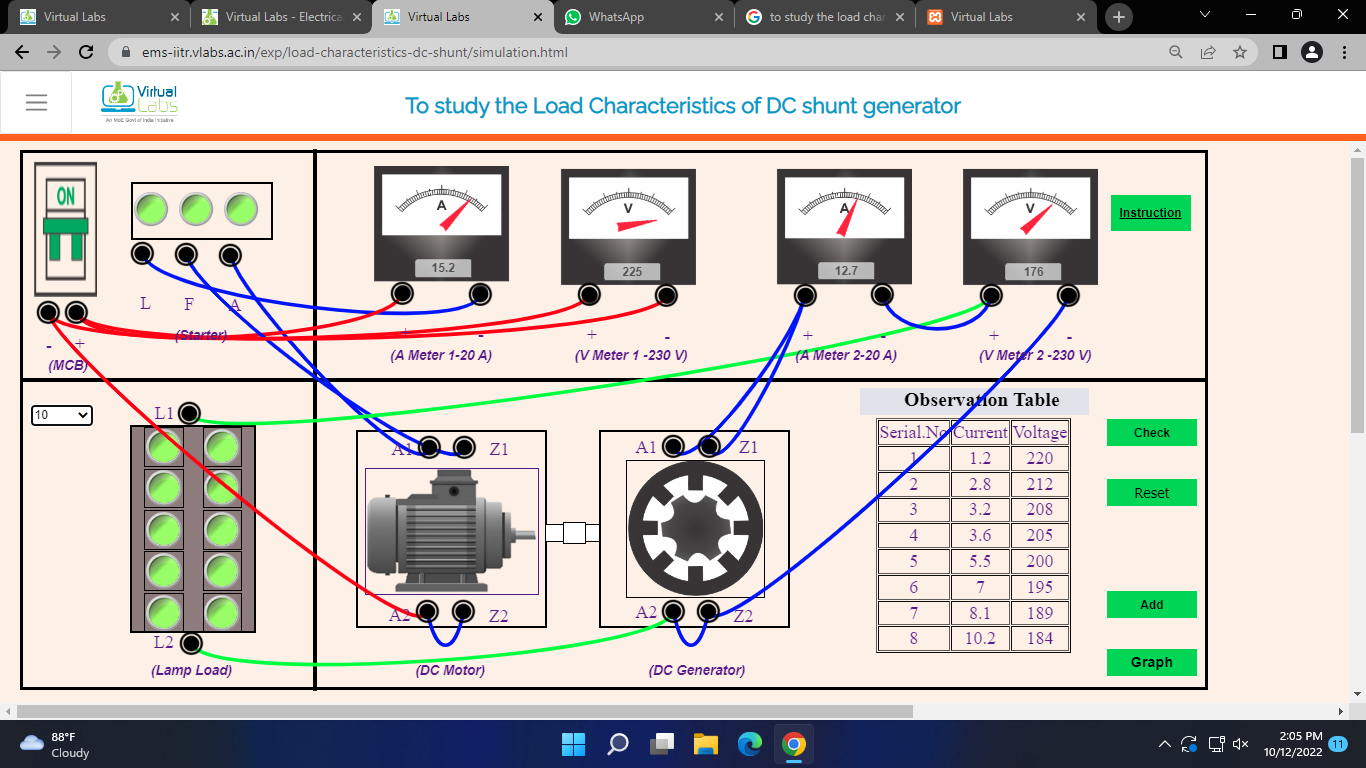 Virtual Labs
Virtual Labs - Electrica
Virtual Labs
WhatsApp
to study the load char
Virtual Labs
ems-iitr.vlabs.ac.in/exp/load-characteristics-dc-shunt/simulation.html
Virtual
Labs
An MoE Govt of India Initiative
To study the Load Characteristics of DC shunt generator
ON
- +
(MCB)
L F A
(Starter)
A
15.2
+ -
(A Meter 1-20 A)
V
225
+ -
(V Meter 1 -230 V)
A
12.7
+ -
(A Meter 2-20 A)
V
176
+ -
(V Meter 2 -230 V)
Instruction
10
L1
L2
(Lamp Load)
A1 Z1
A2 Z2
(DC Motor)
A1 Z1
A2 Z2
(DC Generator)
Observation Table
Serial.No Current Voltage
1 1.2 220
2 2.8 212
3 3.2 208
4 3.6 205
5 5.5 200
6 7 195
7 8.1 189
8 10.2 184
Check
Reset
Add
Graph
88°F
Cloudy
2:05 PM
10/12/2022
11